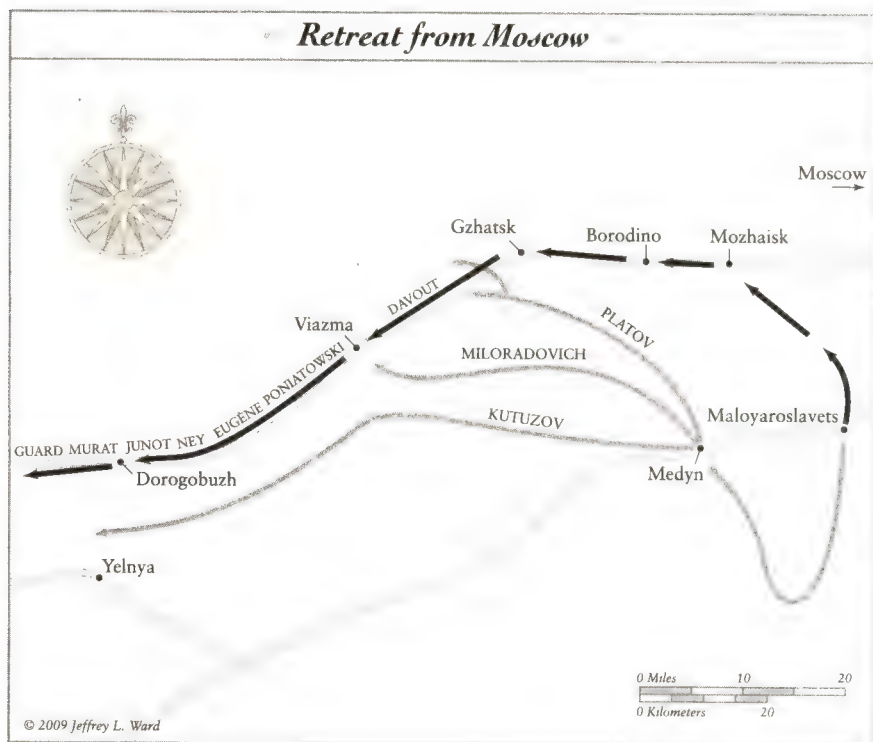 Retreat from Moscow
Moscow
Gzhatsk
Borodino
Mozhaisk
DAVOUT
PLATOV
Viazma
MILORADOVICH
EUGÈNE PONIATOWSKI
KUTUZOV
Maloyaroslavets
GUARD MURAT JUNOT NEY
Dorogobuzh
Medyn
Yelnya
0 Miles 10 20
0 Kilometers 20
© 2009 Jeffrey L. Ward